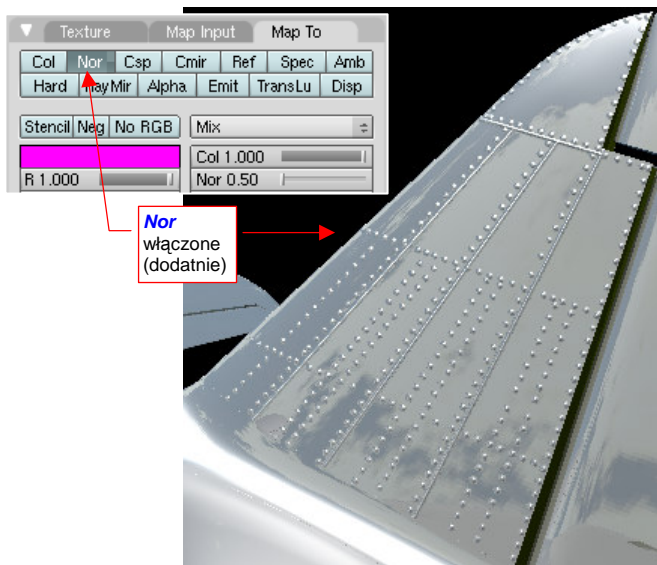 Texture Map Input Map To
Col Nor Csp Cmir Ref Spec Amb
Hard RayMir Alpha Emit TransLu Disp
Stencil Neg No RGB Mix
Col 1.000
R 1.000 Nor 0.50
Nor
włączone
(dodatnie)